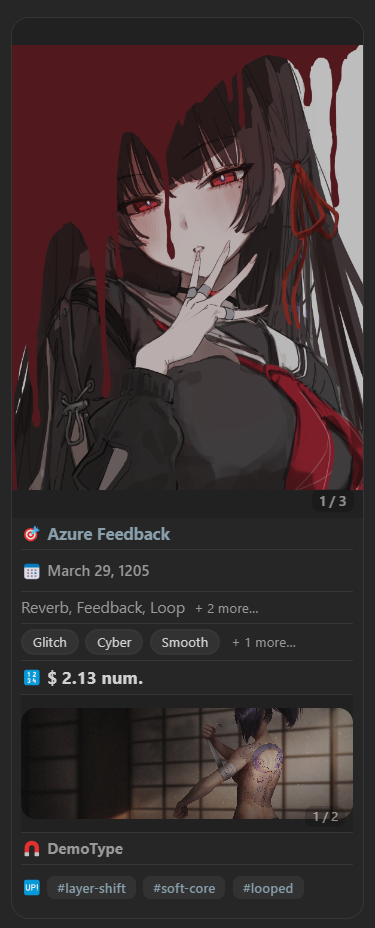 1 / 3
Azure Feedback
March 29, 1205
Reverb, Feedback, Loop + 2 more...
Glitch Cyber Smooth + 1 more...
$ 2.13 num.
1 / 2
DemoType
UP! #layer-shift #soft-core #looped